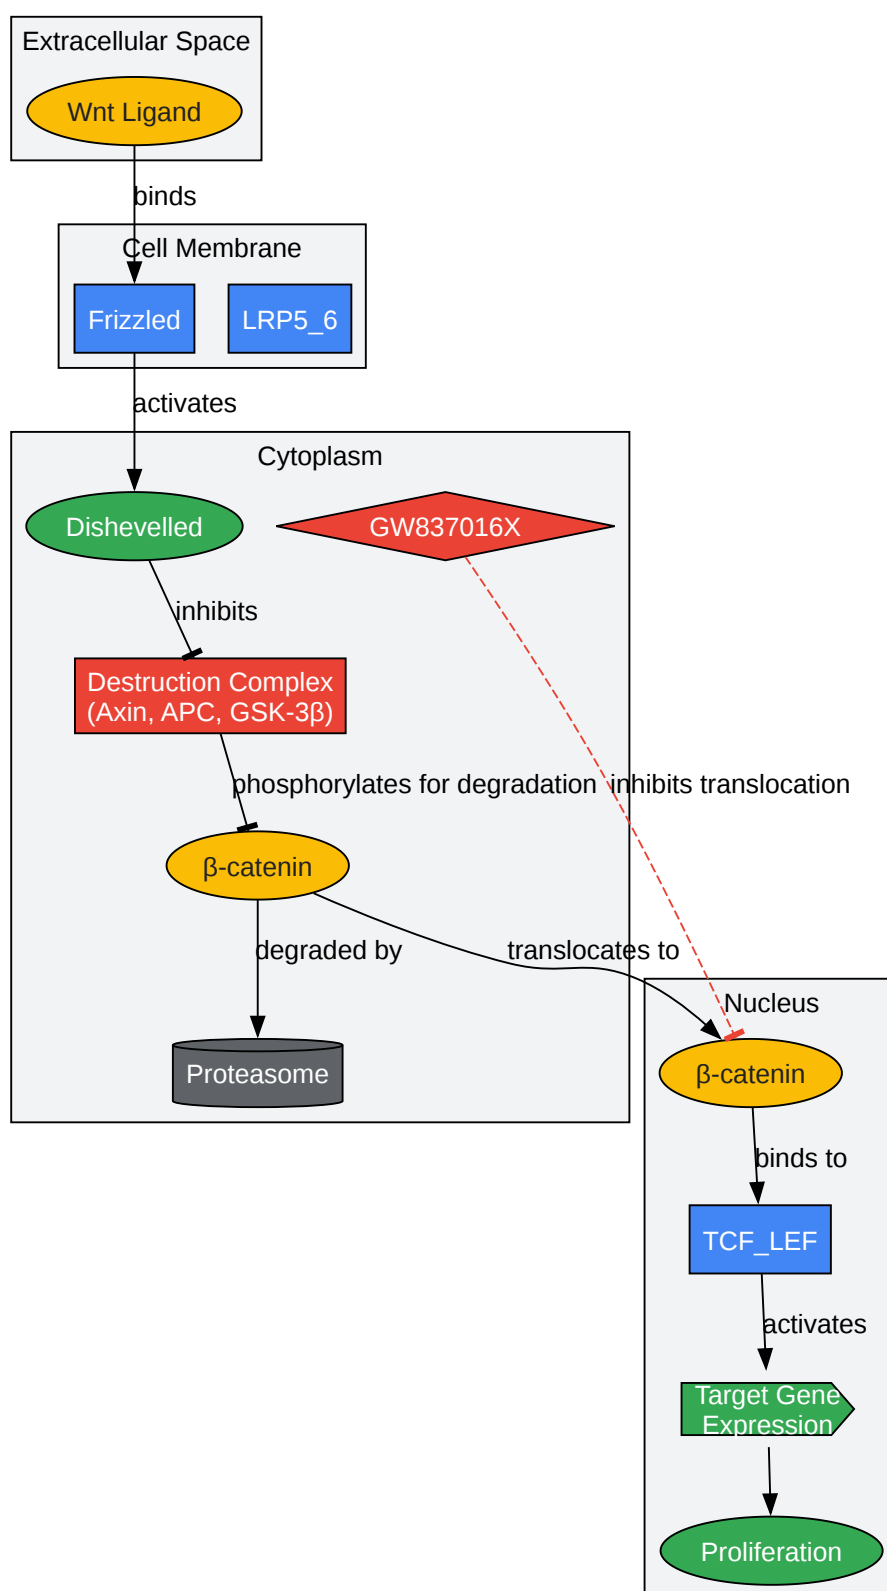 Extracellular Space
Wnt Ligand
binds
Cell Membrane
Frizzled
LRP5_6
activates
Cytoplasm
Dishevelled
GW837016X
inhibits
Destruction Complex
(Axin, APC, GSK-3β)
phosphorylates for degradation
inhibits translocation
β-catenin
degraded by
translocates to
Nucleus
Proteasome
β-catenin
binds to
TCF_LEF
activates
Target Gene
Expression
Proliferation